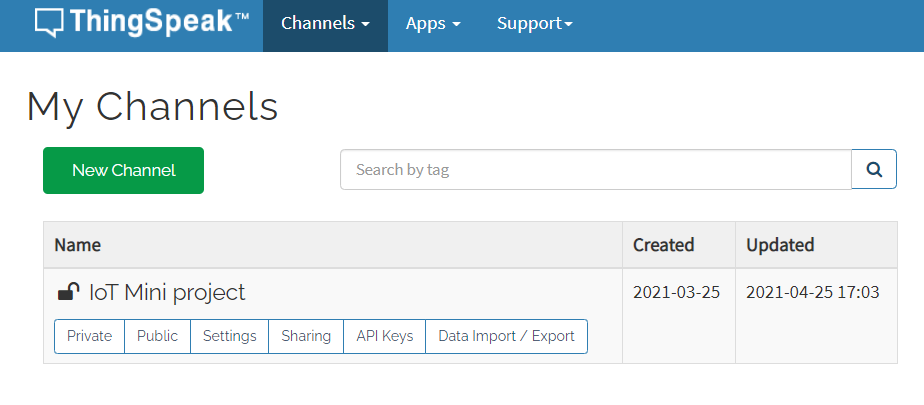 ThingSpeak™ Channels Apps Support
My Channels
New Channel Search by tag
Name Created Updated
IoT Mini project 2021-03-25 2021-04-25 17:03
Private Public Settings Sharing API Keys Data Import / Export